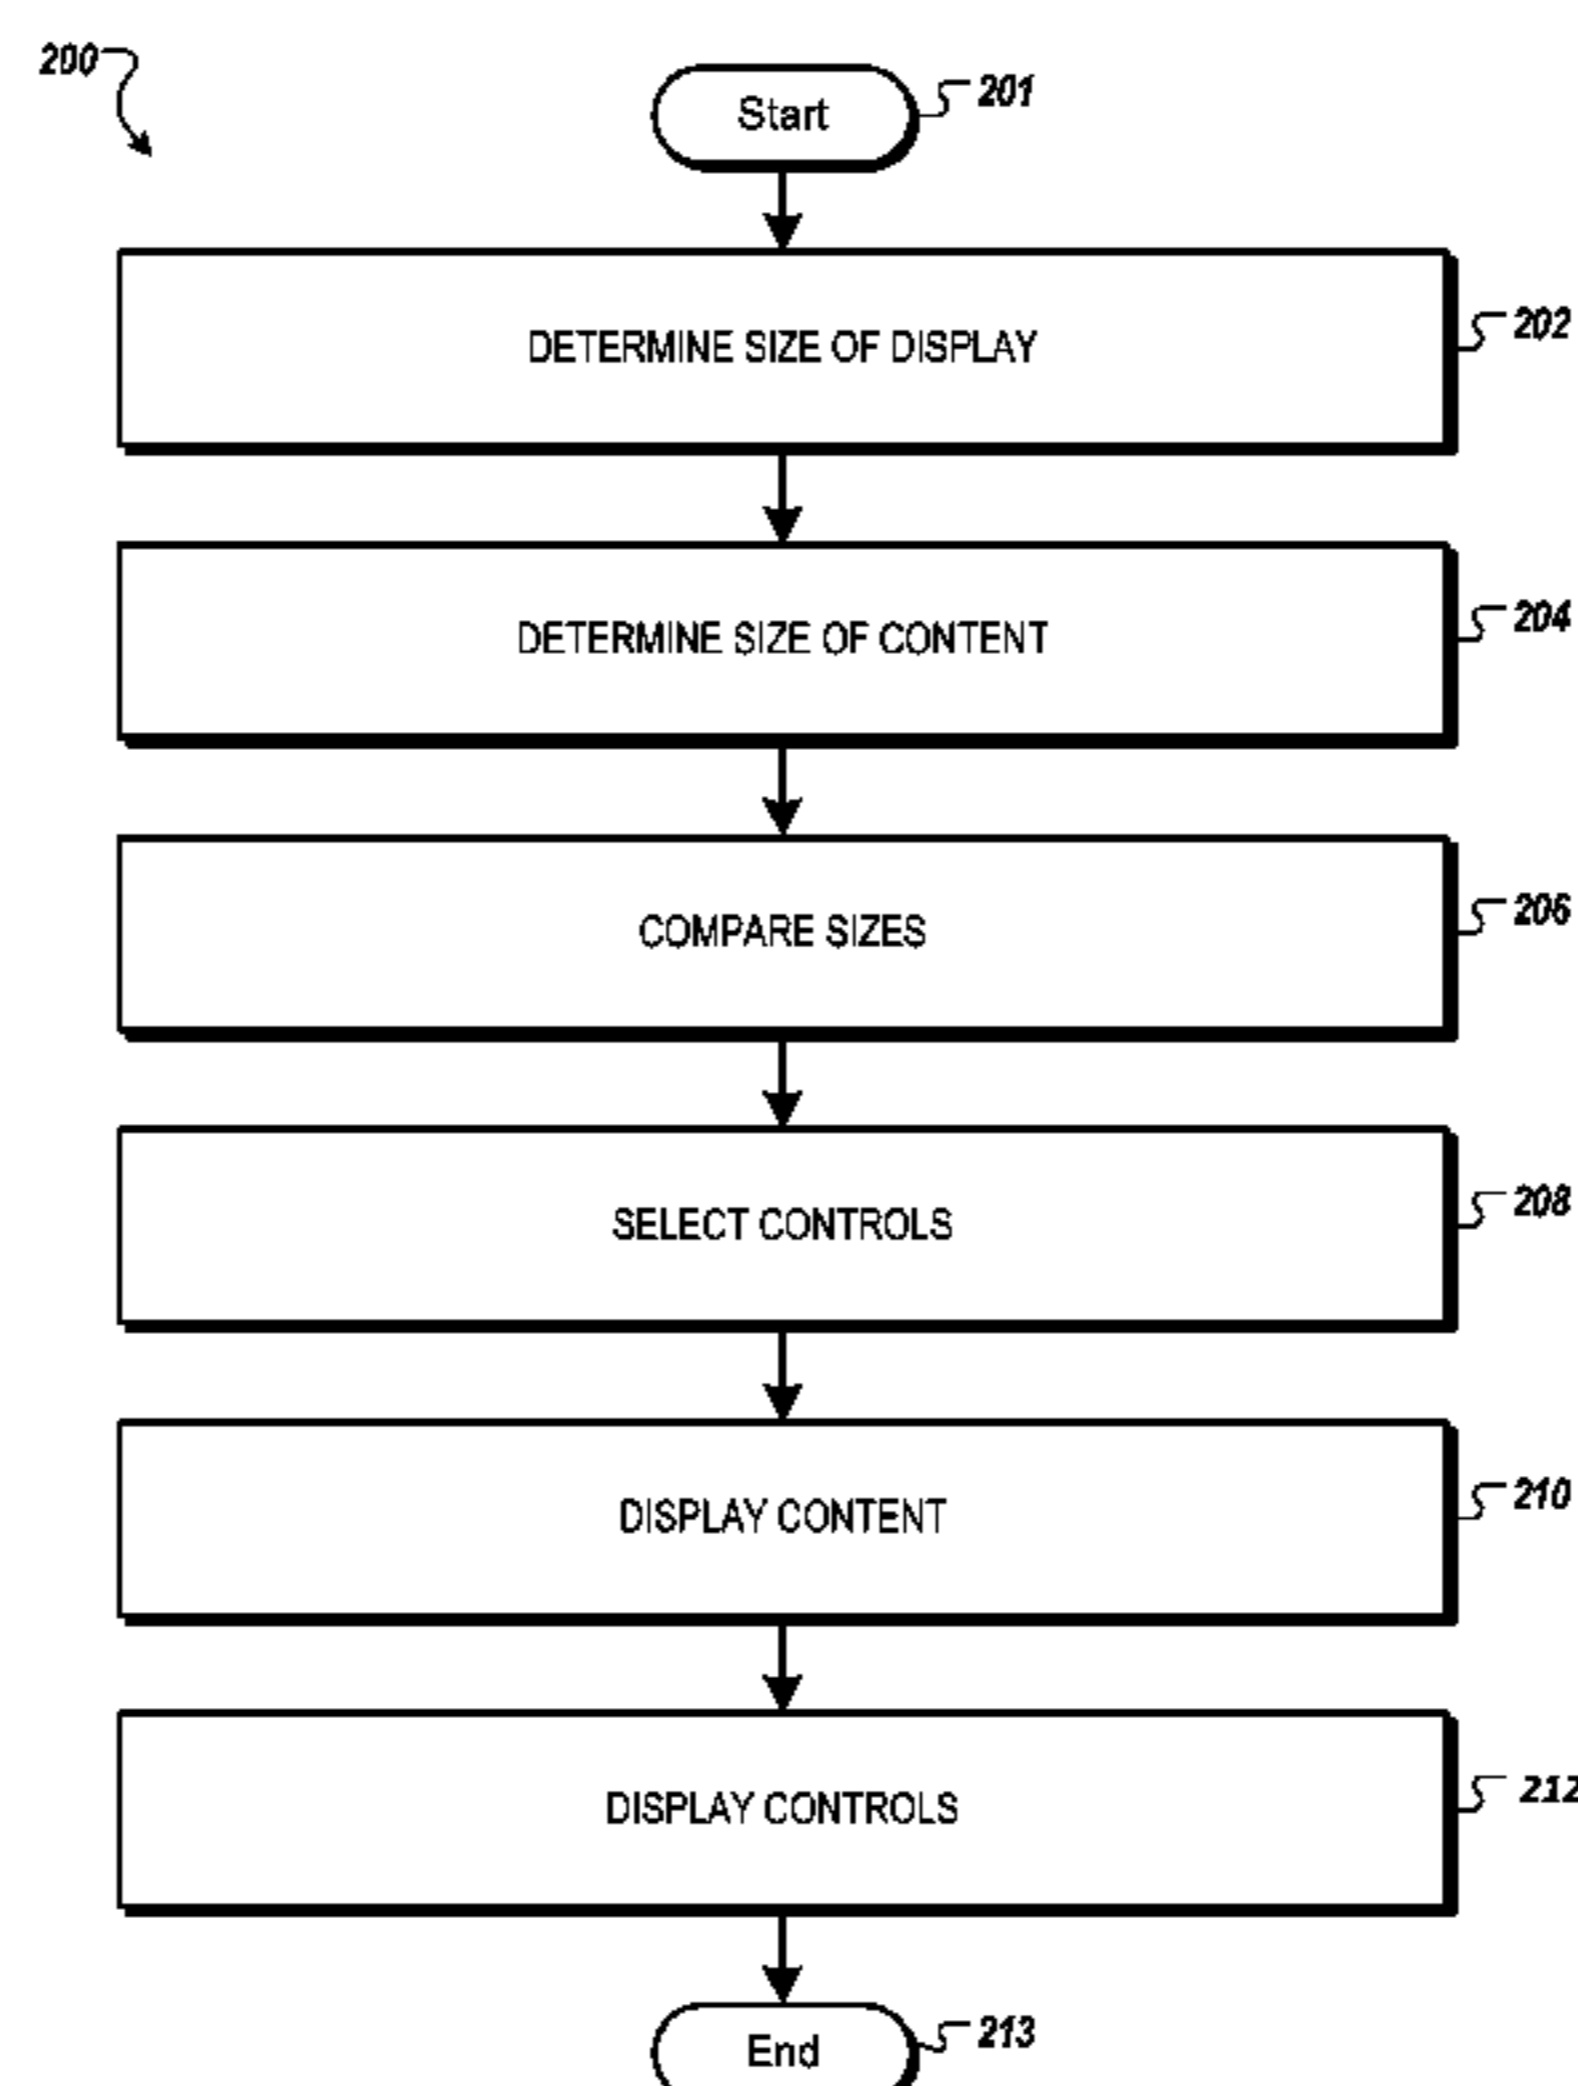 200
Start 201
DETERMINE SIZE OF DISPLAY 202
DETERMINE SIZE OF CONTENT 204
COMPARE SIZES 206
SELECT CONTROLS 208
DISPLAY CONTENT 210
DISPLAY CONTROLS 212
End 213